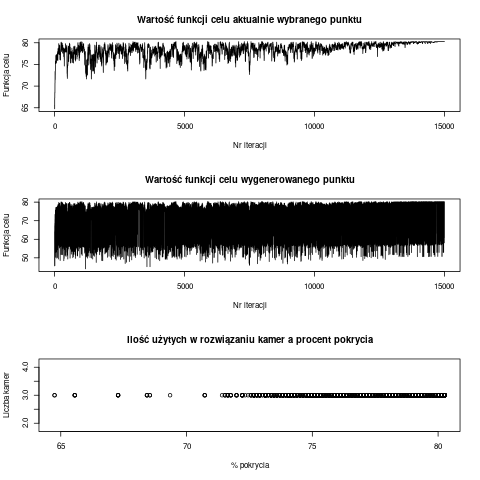 Wartość funkcji celu aktualnie wybranego punktu
Funkcja celu
80
75
70
65
0 5000 10000 15000
Nr iteracji
Wartość funkcji celu wygenerowanego punktu
Funkcja celu
80
70
60
50
0 5000 10000 15000
Nr iteracji
Ilość użytych w rozwiązaniu kamer a procent pokrycia
Liczba kamer
4.0
3.0
2.0
65 70 75 80
% pokrycia